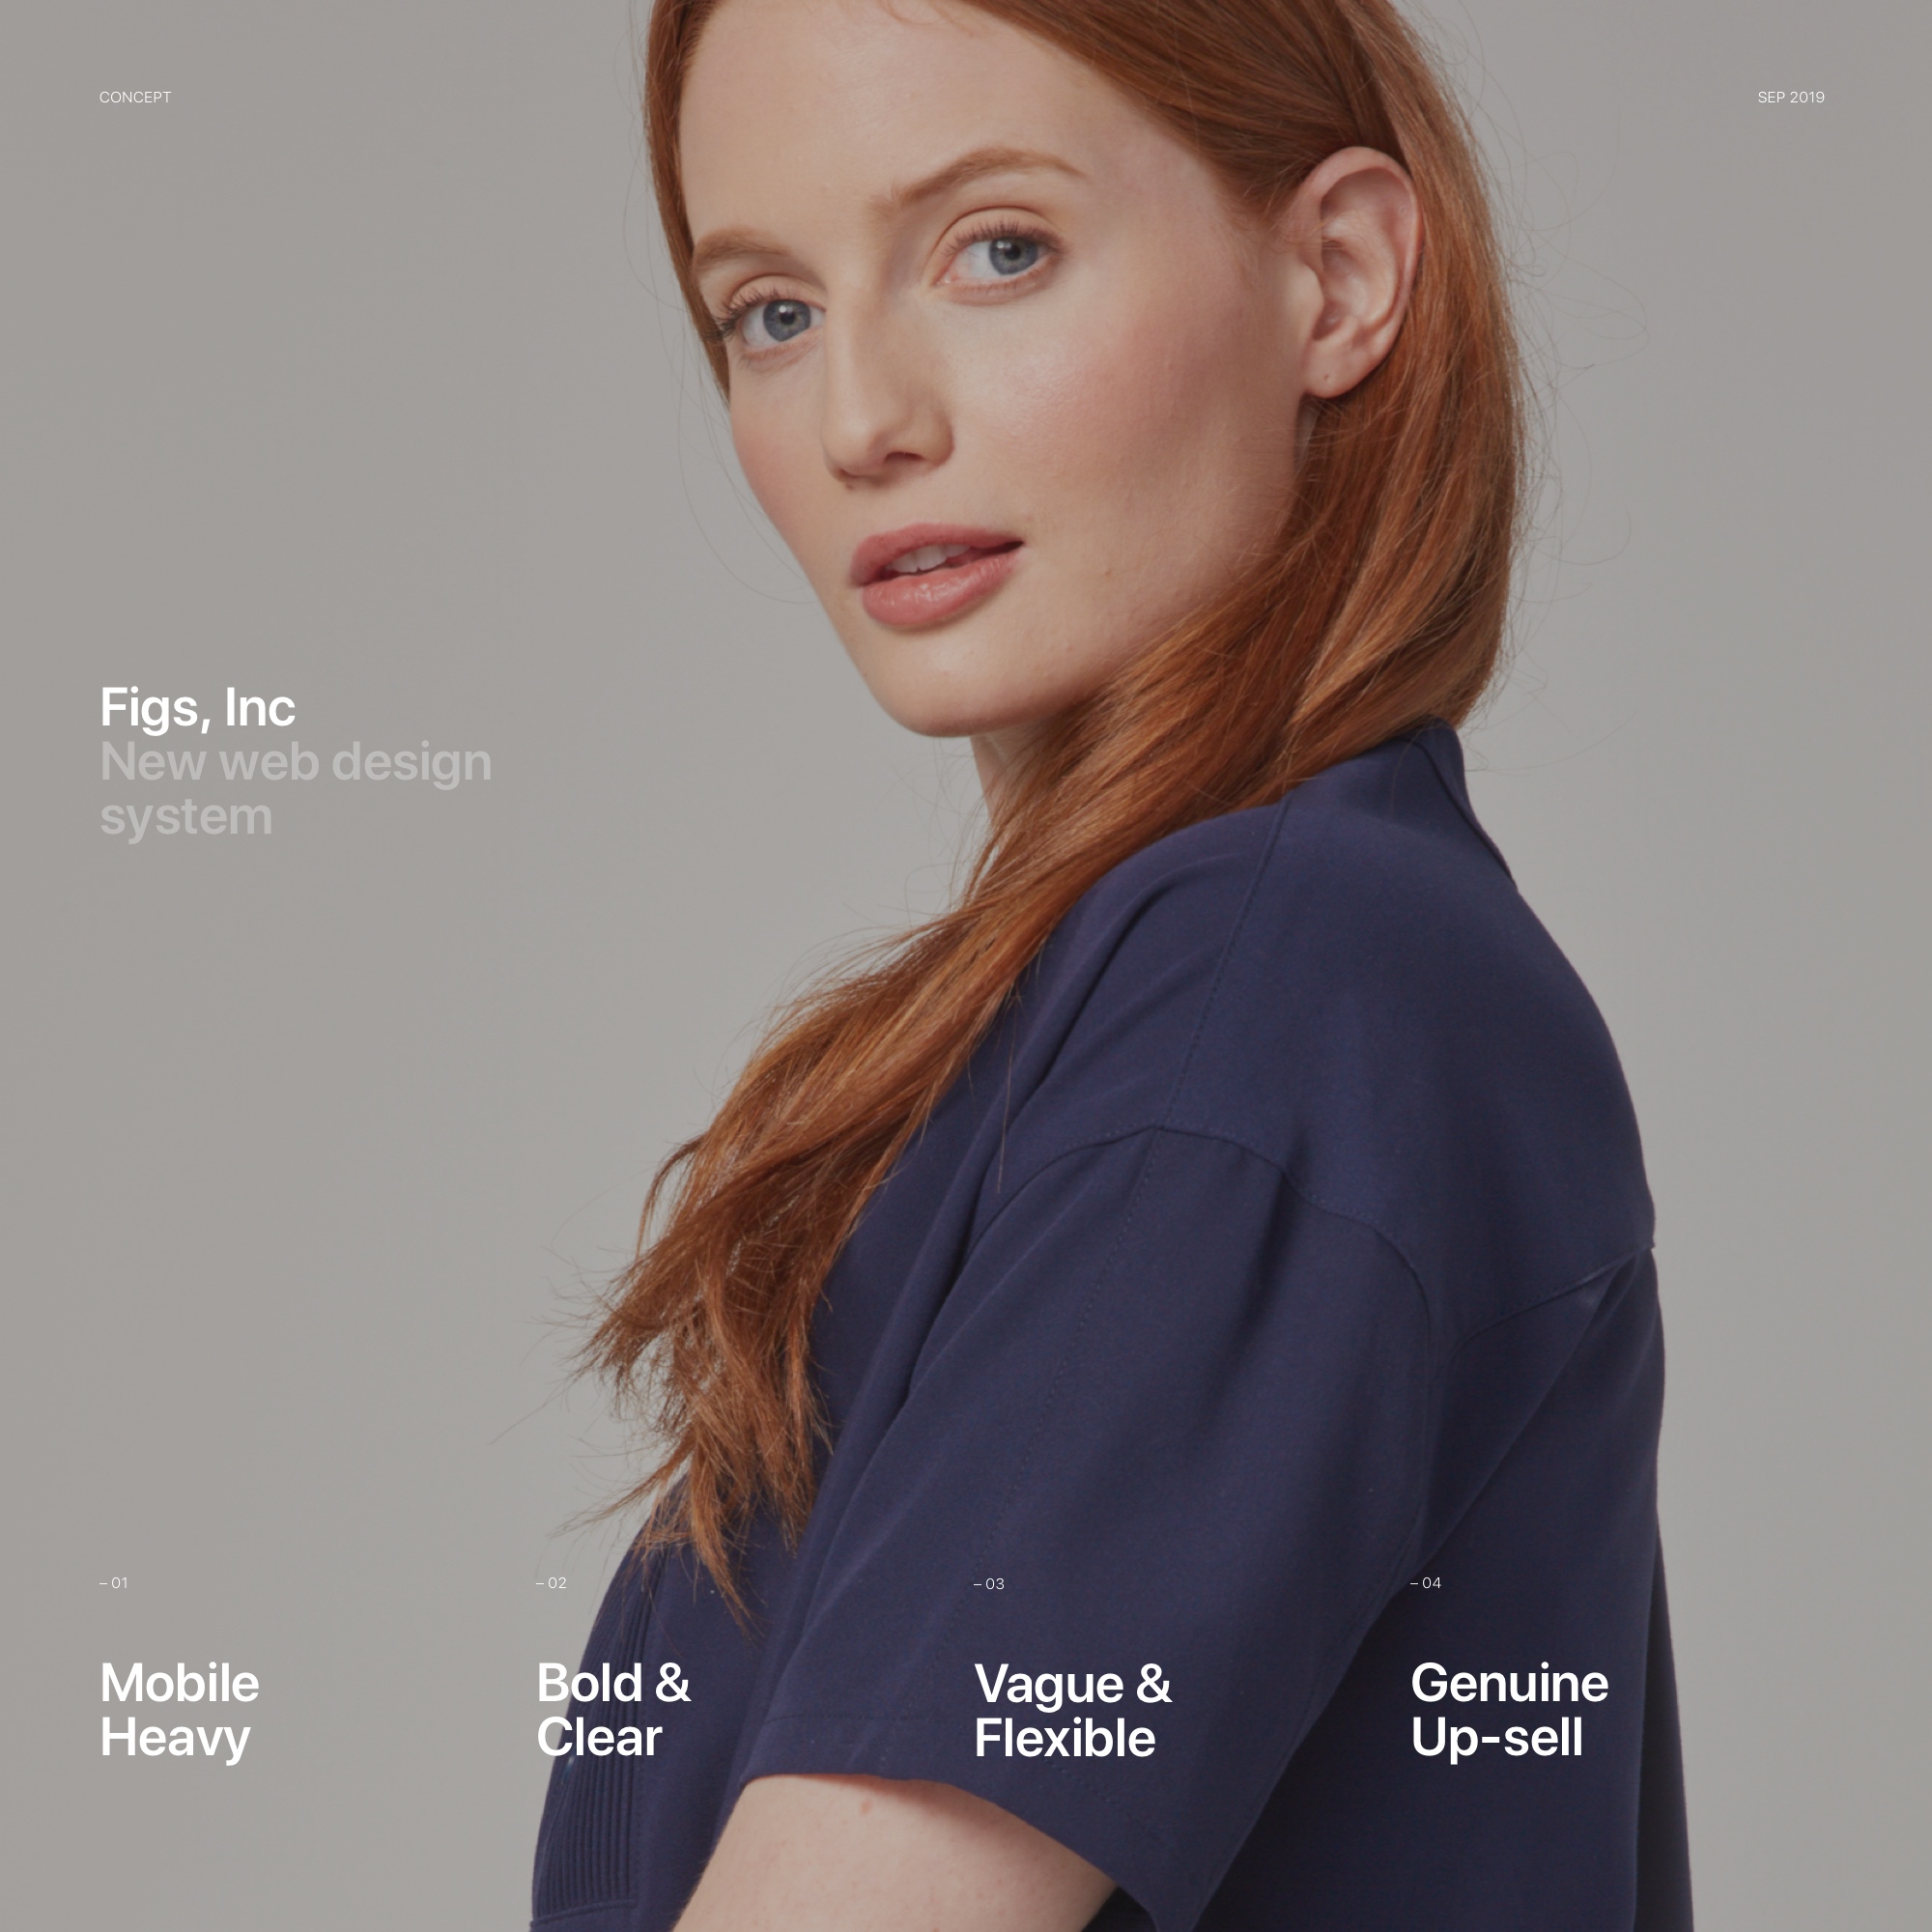 CONCEPT
SEP 2019
Figs, Inc
New web design
system
– 01
– 02
– 03
– 04
Mobile
Heavy
Bold &
Clear
Vague &
Flexible
Genuine
Up-sell